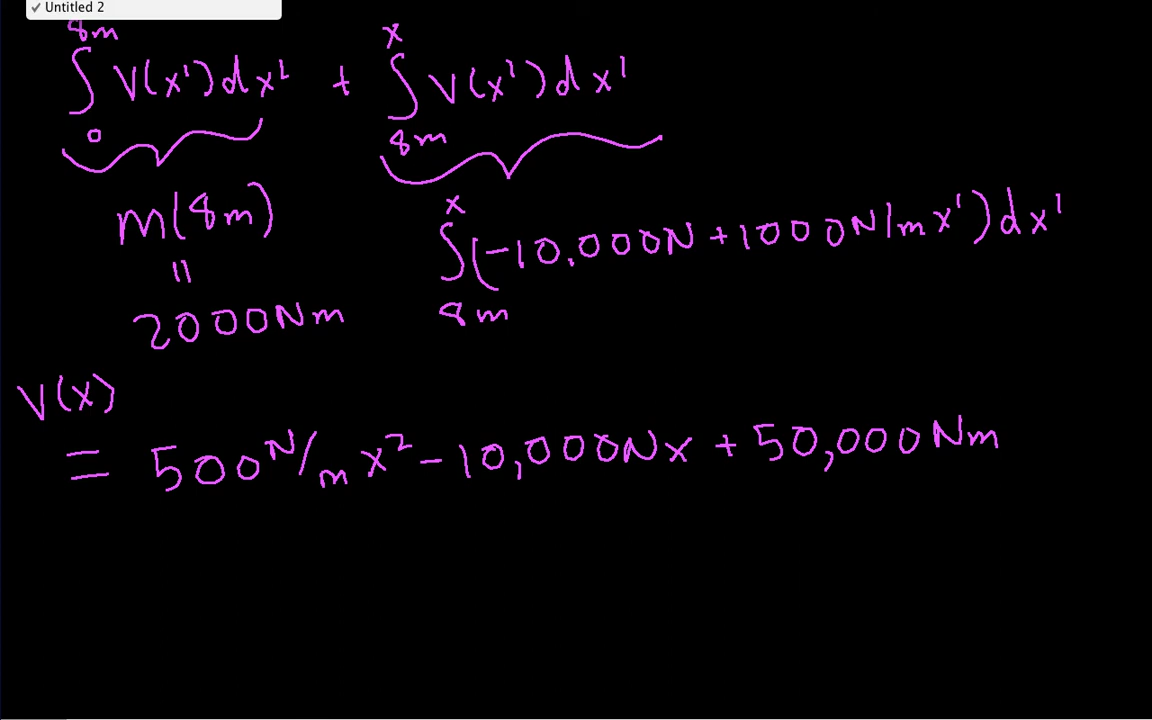 ✓ Untitled 2
8m x
∫ V(x')dx' + ∫ V(x')dx'
0 8m
m(8m) x
∫(-10,000N + 1000N/m x')dx'
॥ 8m
2000Nm
V(x)
= 500 N/m x² - 10,000Nx + 50,000Nm